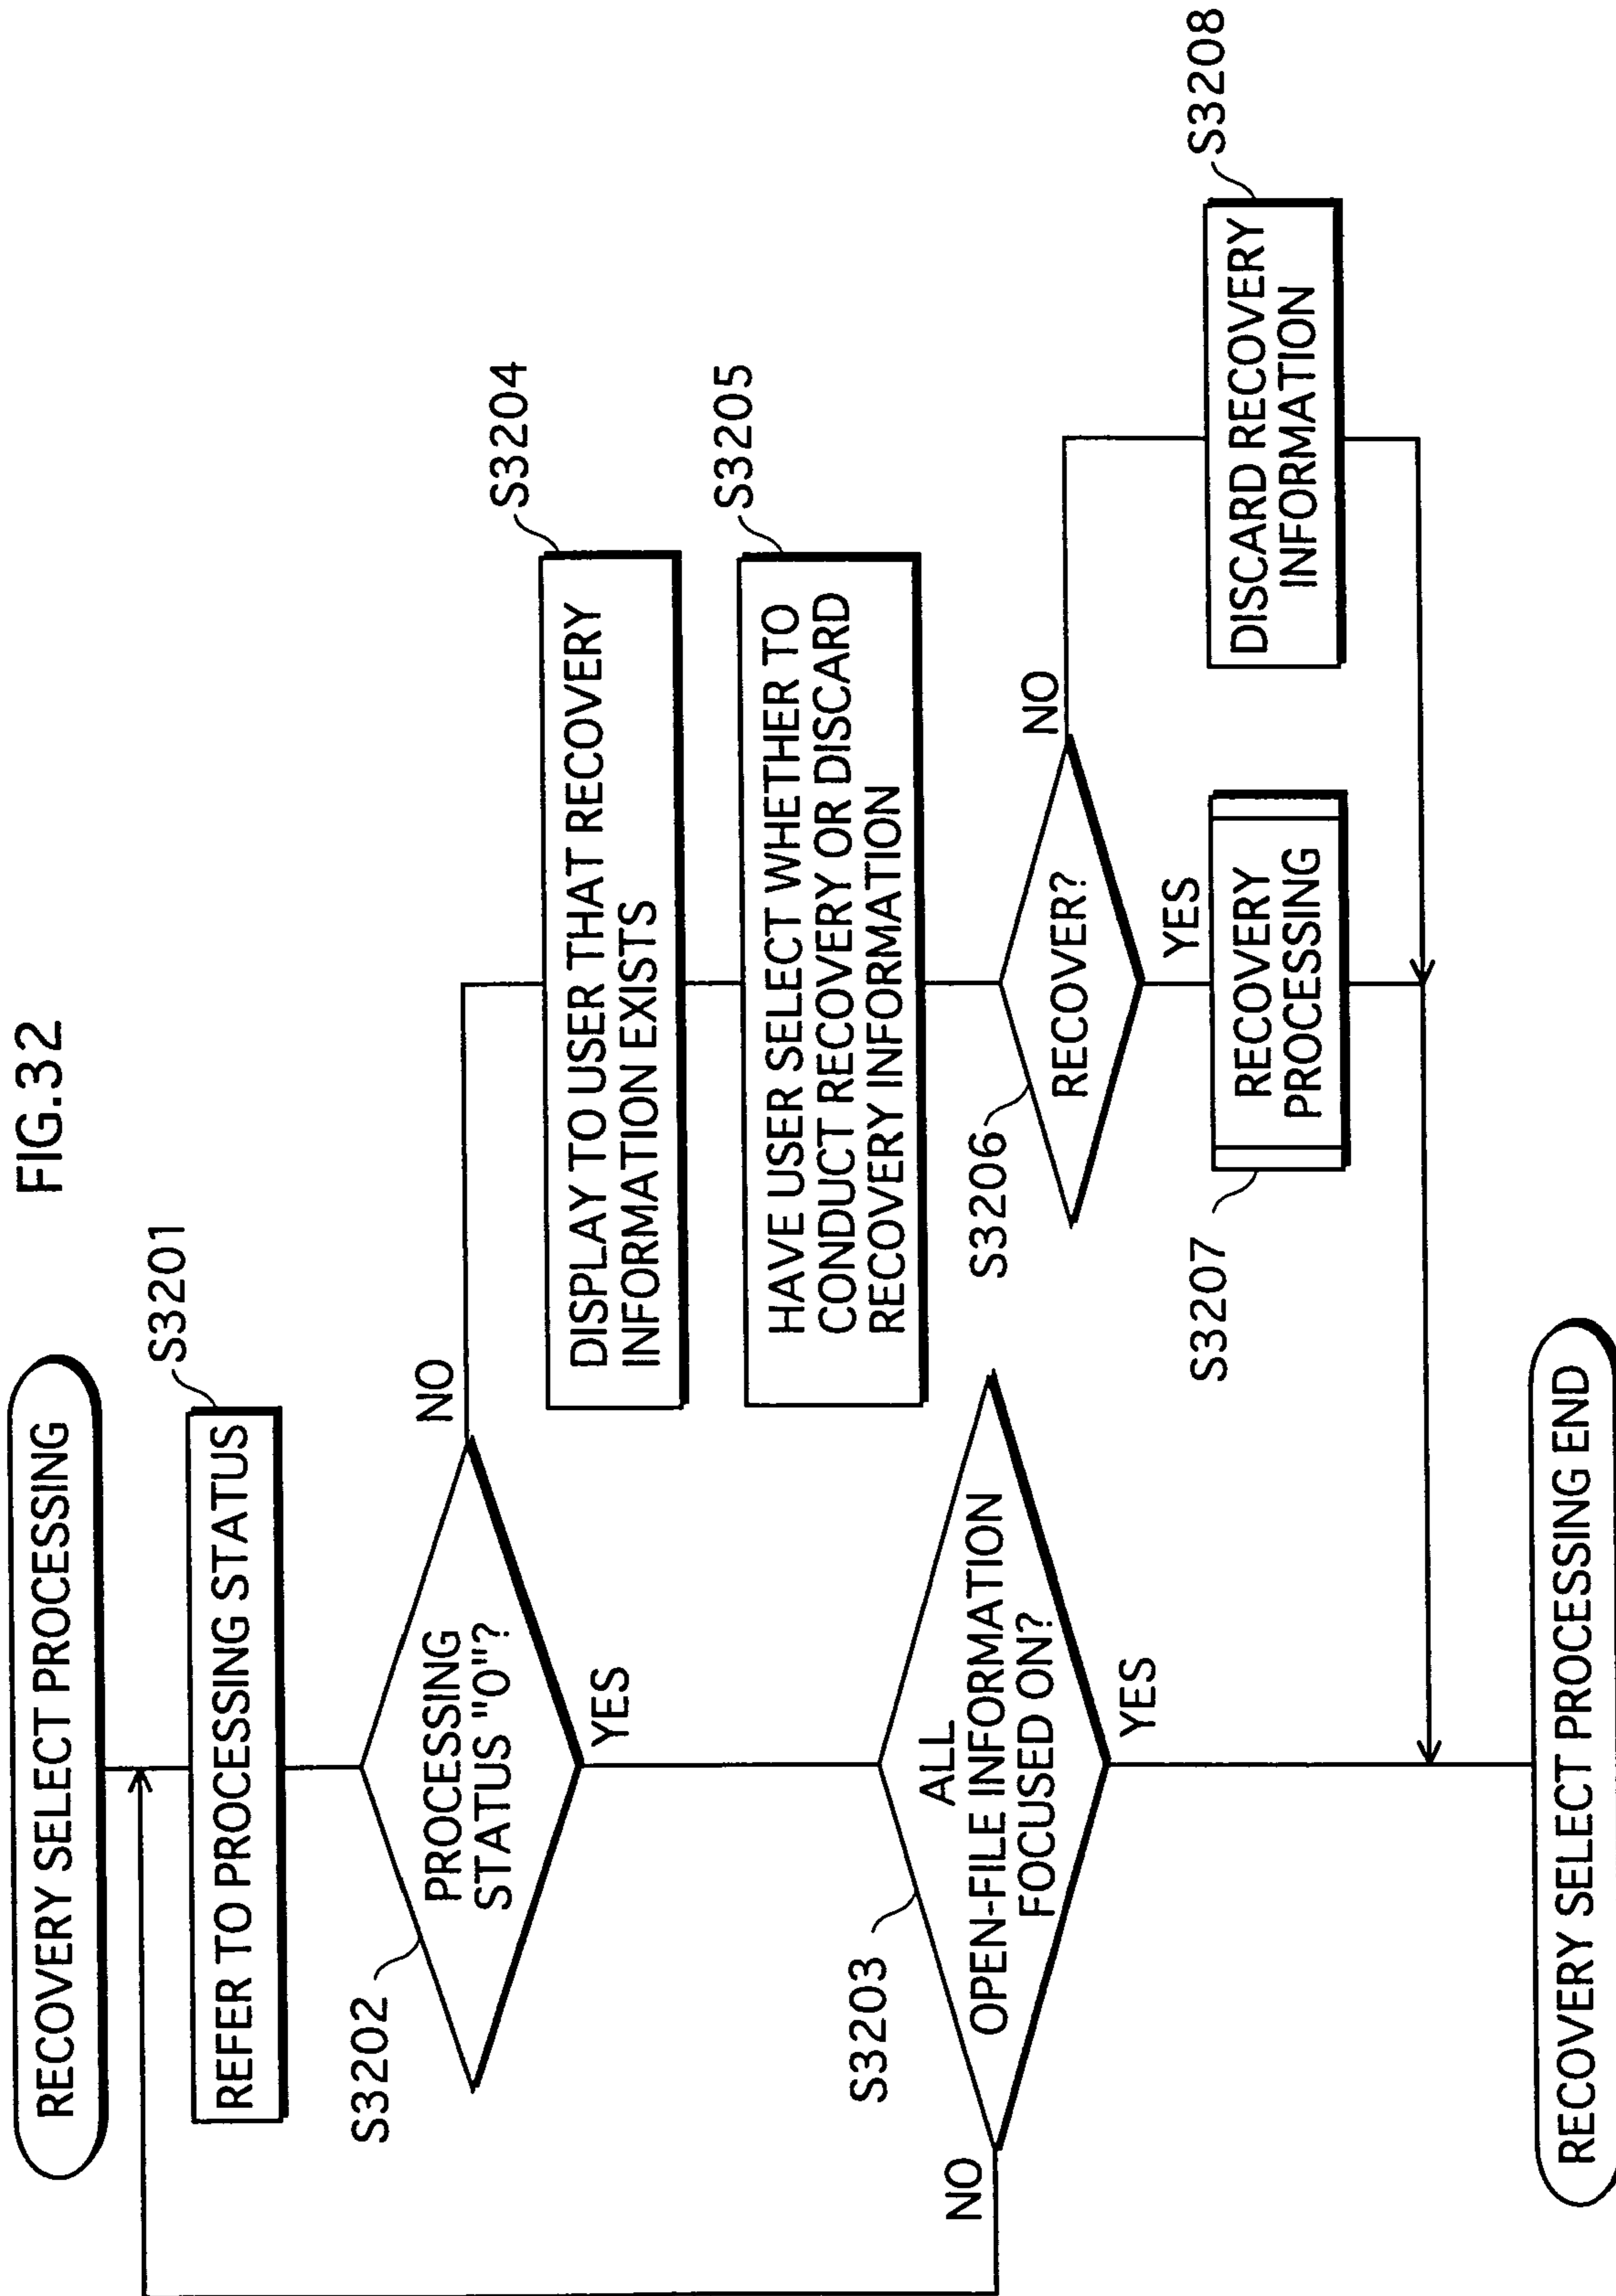 FIG.32
RECOVERY SELECT PROCESSING
S3201
REFER TO PROCESSING STATUS
S3202
PROCESSING
STATUS "0"?
NO
YES
S3203
ALL
OPEN-FILE INFORMATION
FOCUSED ON?
NO
YES
S3204
DISPLAY TO USER THAT RECOVERY
INFORMATION EXISTS
S3205
HAVE USER SELECT WHETHER TO
CONDUCT RECOVERY OR DISCARD
RECOVERY INFORMATION
S3206
RECOVER?
NO
YES
S3207
RECOVERY
PROCESSING
S3208
DISCARD RECOVERY
INFORMATION
RECOVERY SELECT PROCESSING END